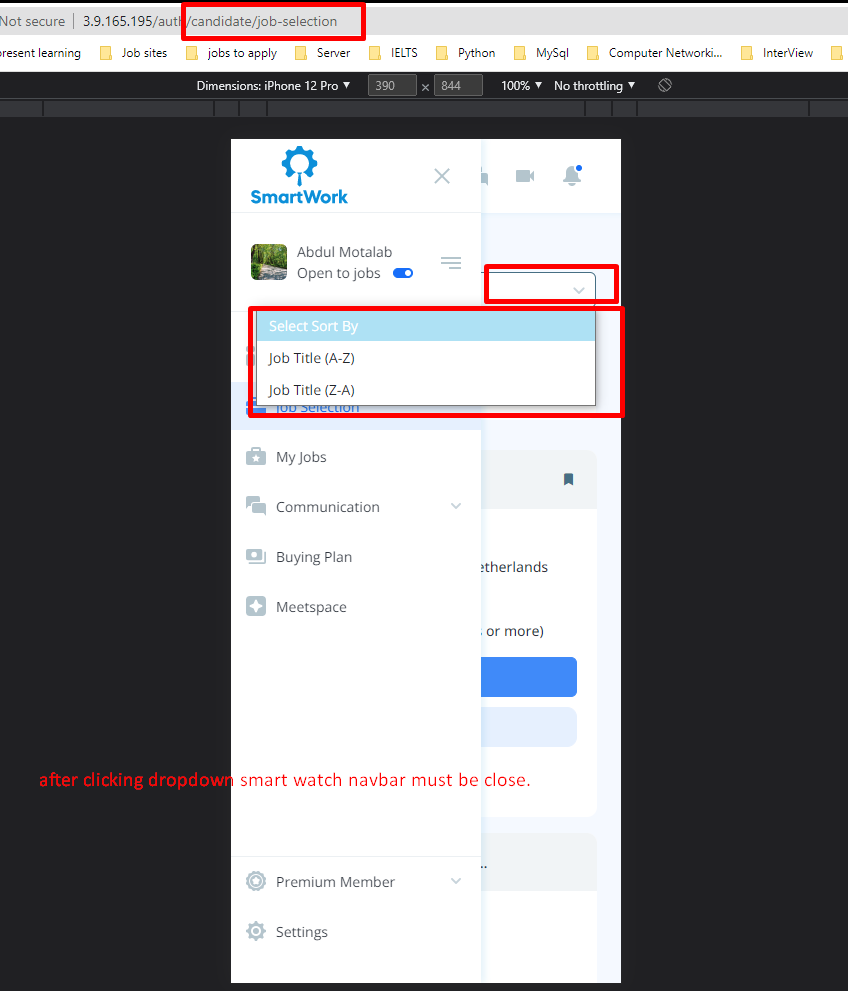 Not secure | 3.9.165.195/auth/candidate/job-selection
present learning Job sites jobs to apply Server IELTS Python MySql Computer Networki... InterView
Dimensions: iPhone 12 Pro ▼ 390 × 844 100% ▼ No throttling ▼
SmartWork
Abdul Motalab
Open to jobs
Select Sort By
Job Title (A-Z)
Job Title (Z-A)
Job Selection
My Jobs
Communication
Buying Plan
etherlands
Meetspace
s or more)
after clicking dropdown smart watch navbar must be close.
...
Premium Member
Settings